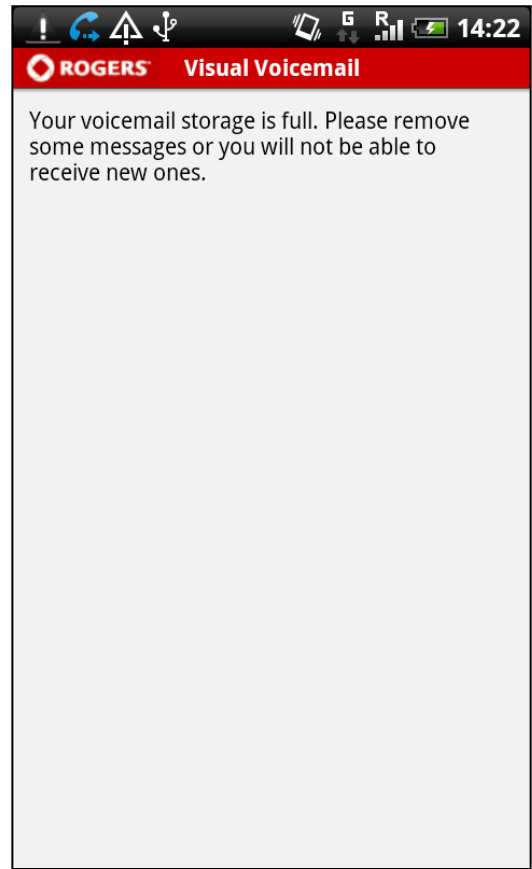 G R 14:22
ROGERS Visual Voicemail
Your voicemail storage is full. Please remove
some messages or you will not be able to
receive new ones.